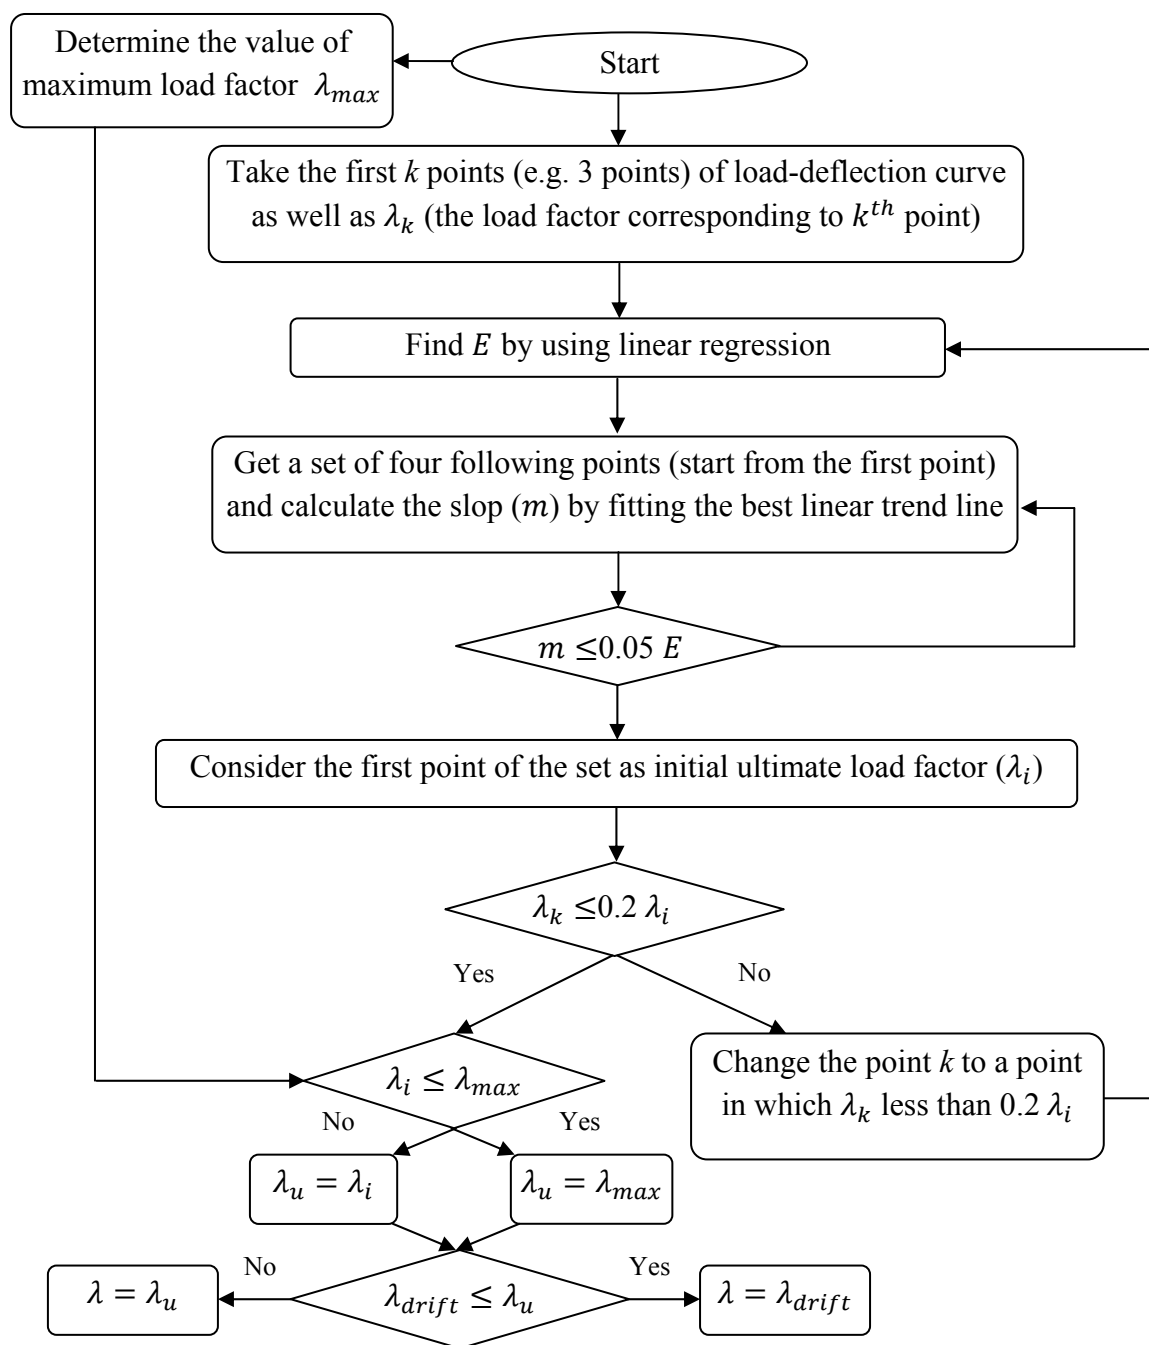 Determine the value of
maximum load factor λ_max
Start
Take the first k points (e.g. 3 points) of load-deflection curve
as well as λ_k (the load factor corresponding to k^th point)
Find E by using linear regression
Get a set of four following points (start from the first point)
and calculate the slop (m) by fitting the best linear trend line
m ≤0.05 E
Consider the first point of the set as initial ultimate load factor (λ_i)
λ_k ≤0.2 λ_i
Yes
No
λ_i ≤ λ_max
Change the point k to a point
in which λ_k less than 0.2 λ_i
No
Yes
λ_u = λ_i
λ_u = λ_max
No
Yes
λ = λ_u
λ_drift ≤ λ_u
λ = λ_drift